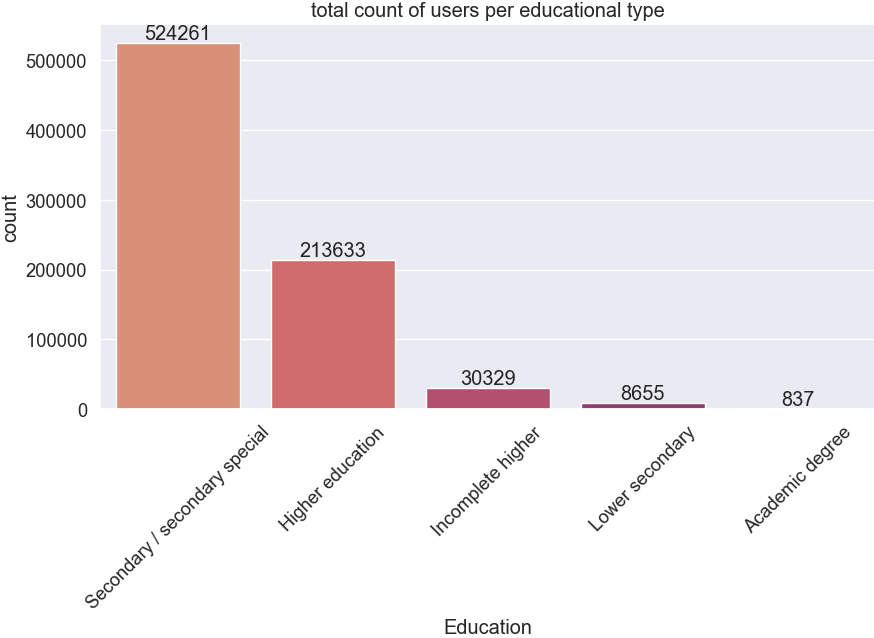 total count of users per educational type
524261
213633
30329
8655
837
500000
400000
300000
200000
100000
0
count
Secondary / secondary special
Higher education
Incomplete higher
Lower secondary
Academic degree
Education